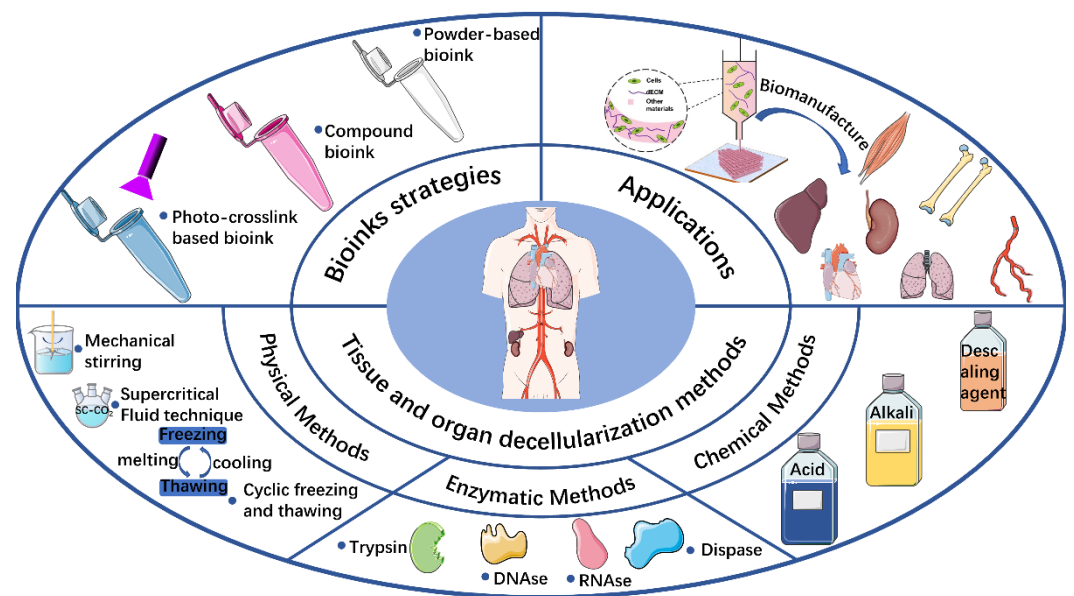 Powder-based
bioink
Compound
bioink
Photo-crosslink
based bioink
Bioinks strategies
Cells
dECM
Other
materials
Biomanufacture
Applications
Tissue and organ decellularization methods
Physical Methods
Mechanical
stirring
SC-CO₂
Supercritical
Fluid technique
Freezing
melting
cooling
Thawing
Cyclic freezing
and thawing
Enzymatic Methods
Trypsin
DNAse
RNAse
Dispase
Chemical Methods
Acid
Alkali
Desc
aling
agent